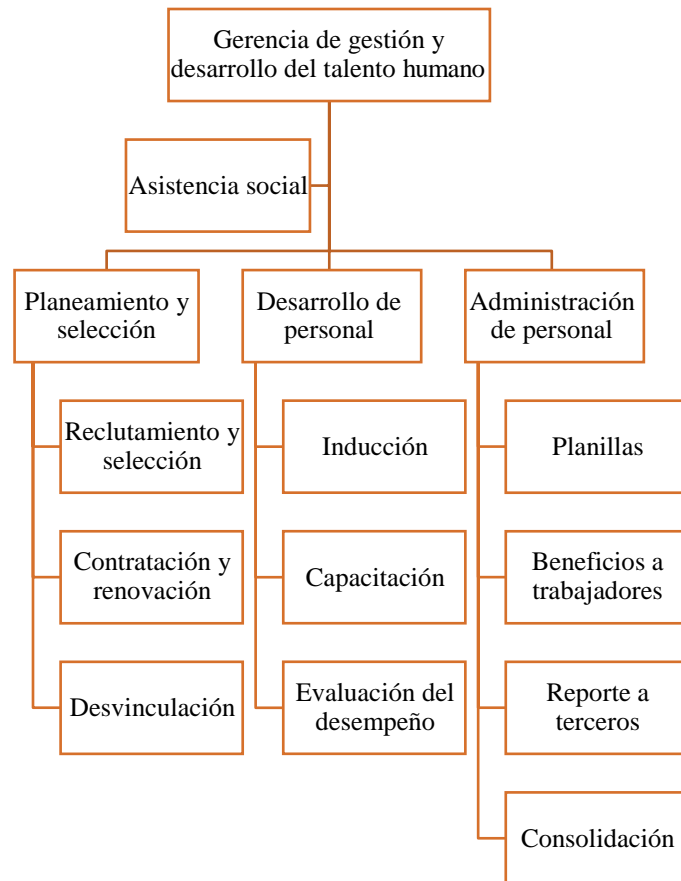 Gerencia de gestión y
desarrollo del talento humano
Asistencia social
Planeamiento y
selección
Reclutamiento y
selección
Contratación y
renovación
Desvinculación
Desarrollo de
personal
Inducción
Capacitación
Evaluación del
desempeño
Administración
de personal
Planillas
Beneficios a
trabajadores
Reporte a
terceros
Consolidación